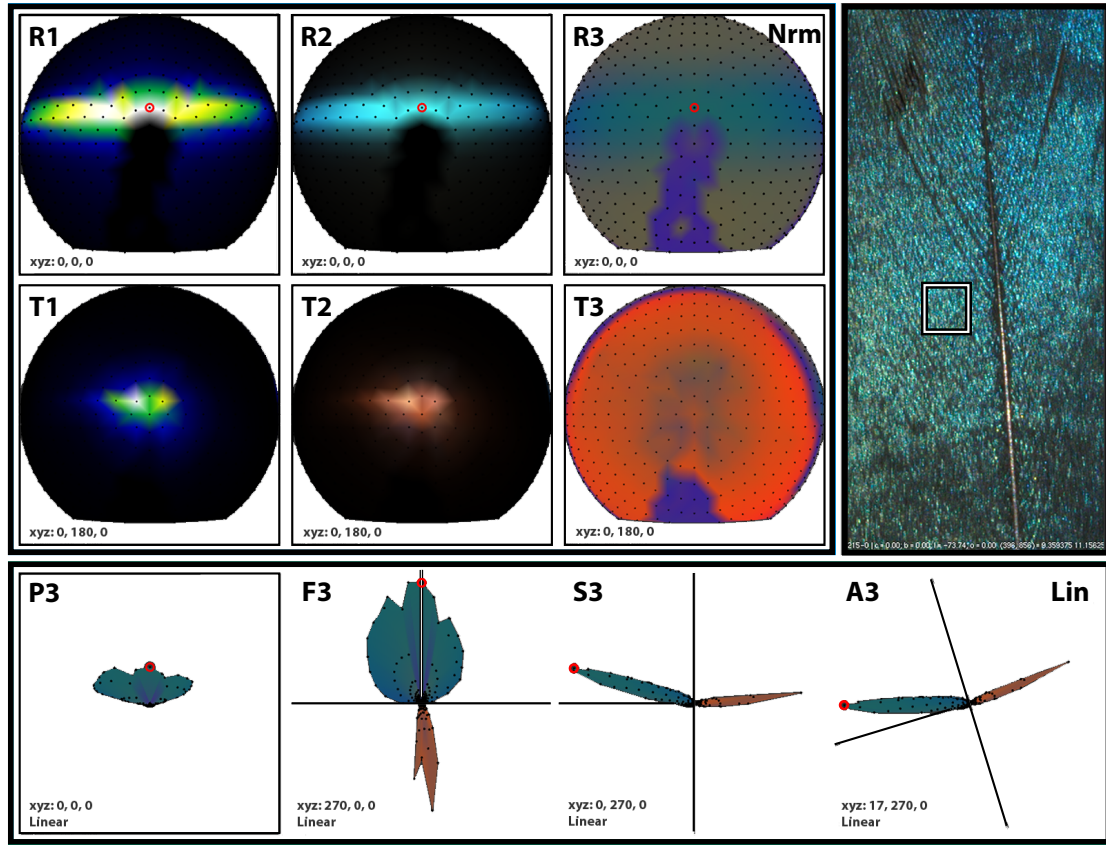 R1
R2
R3 Nrm
xyz: 0, 0, 0
xyz: 0, 0, 0
xyz: 0, 0, 0
T1
T2
T3
xyz: 0, 180, 0
xyz: 0, 180, 0
xyz: 0, 180, 0
P3
F3
S3
A3 Lin
xyz: 0, 0, 0
Linear
xyz: 270, 0, 0
Linear
xyz: 0, 270, 0
Linear
xyz: 17, 270, 0
Linear